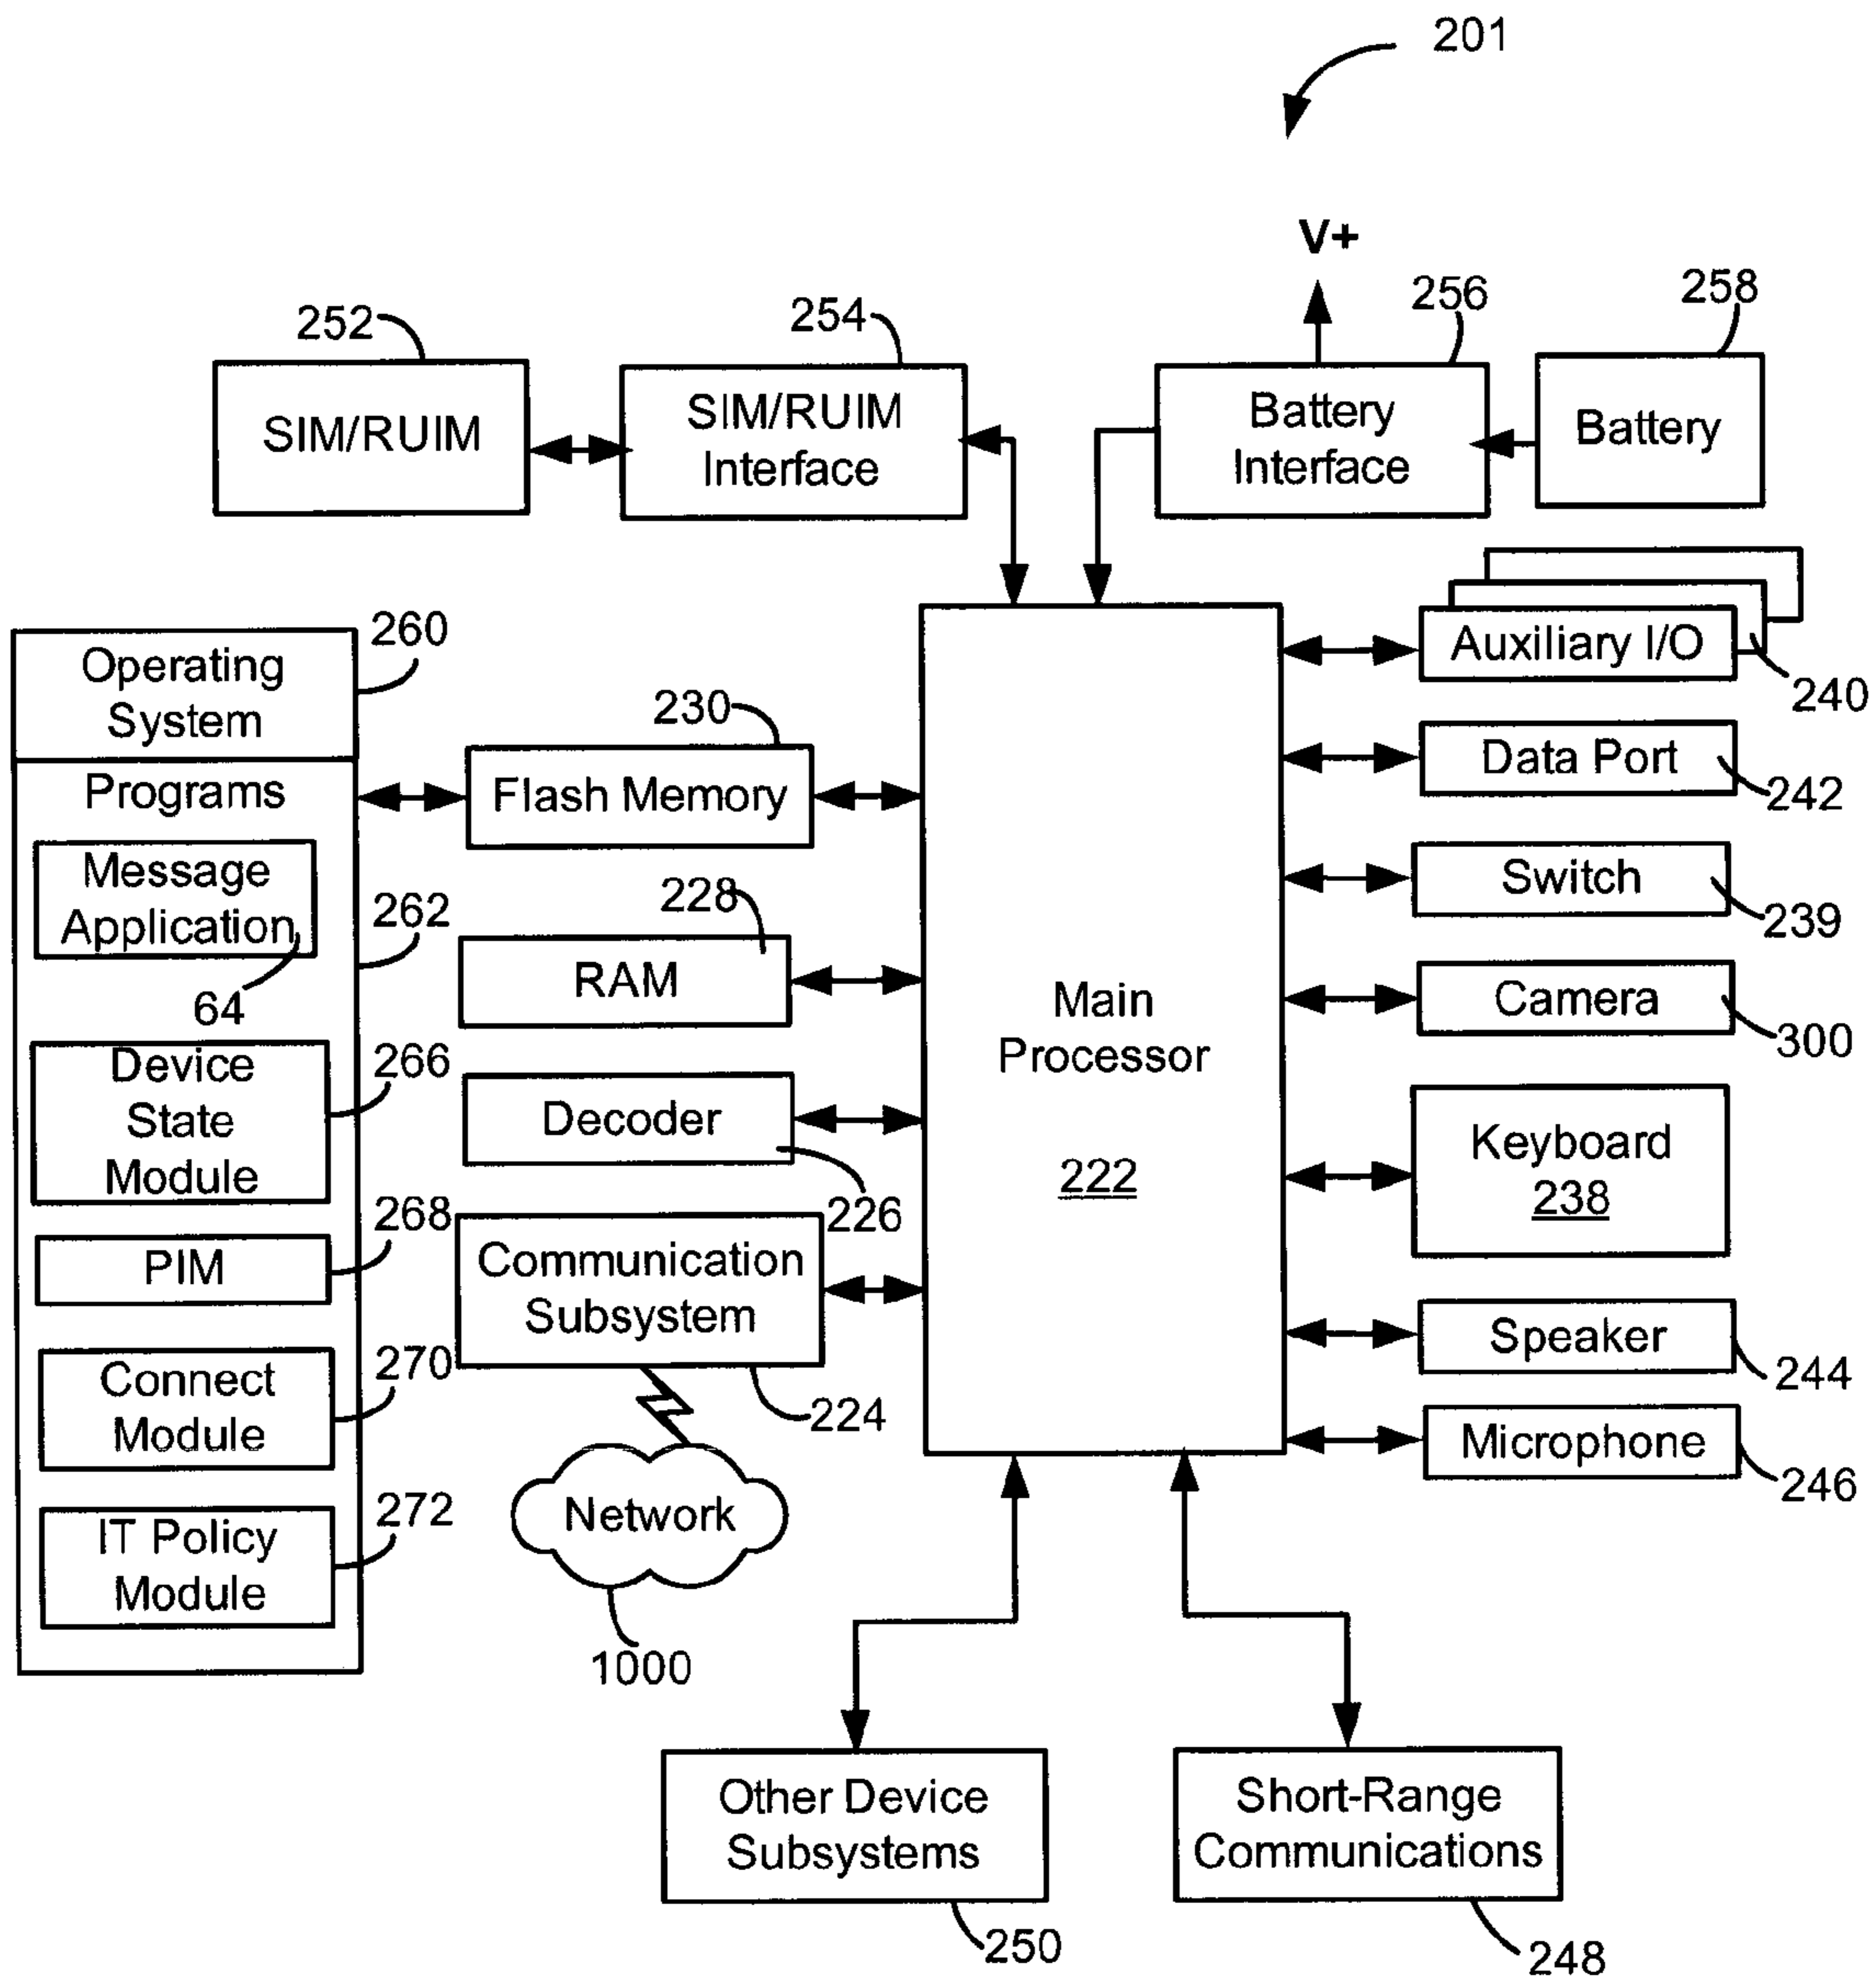 201
V+
252
254
256
258
SIM/RUIM
SIM/RUIM
Interface
Battery
Interface
Battery
Operating
System
260
Programs
Message
Application
64
262
Device
State
Module
266
PIM
268
Connect
Module
270
IT Policy
Module
272
230
Flash Memory
228
RAM
Decoder
226
Communication
Subsystem
224
Network
1000
Main
Processor
222
Auxiliary I/O
240
Data Port
242
Switch
239
Camera
300
Keyboard
238
Speaker
244
Microphone
246
Other Device
Subsystems
250
Short-Range
Communications
248